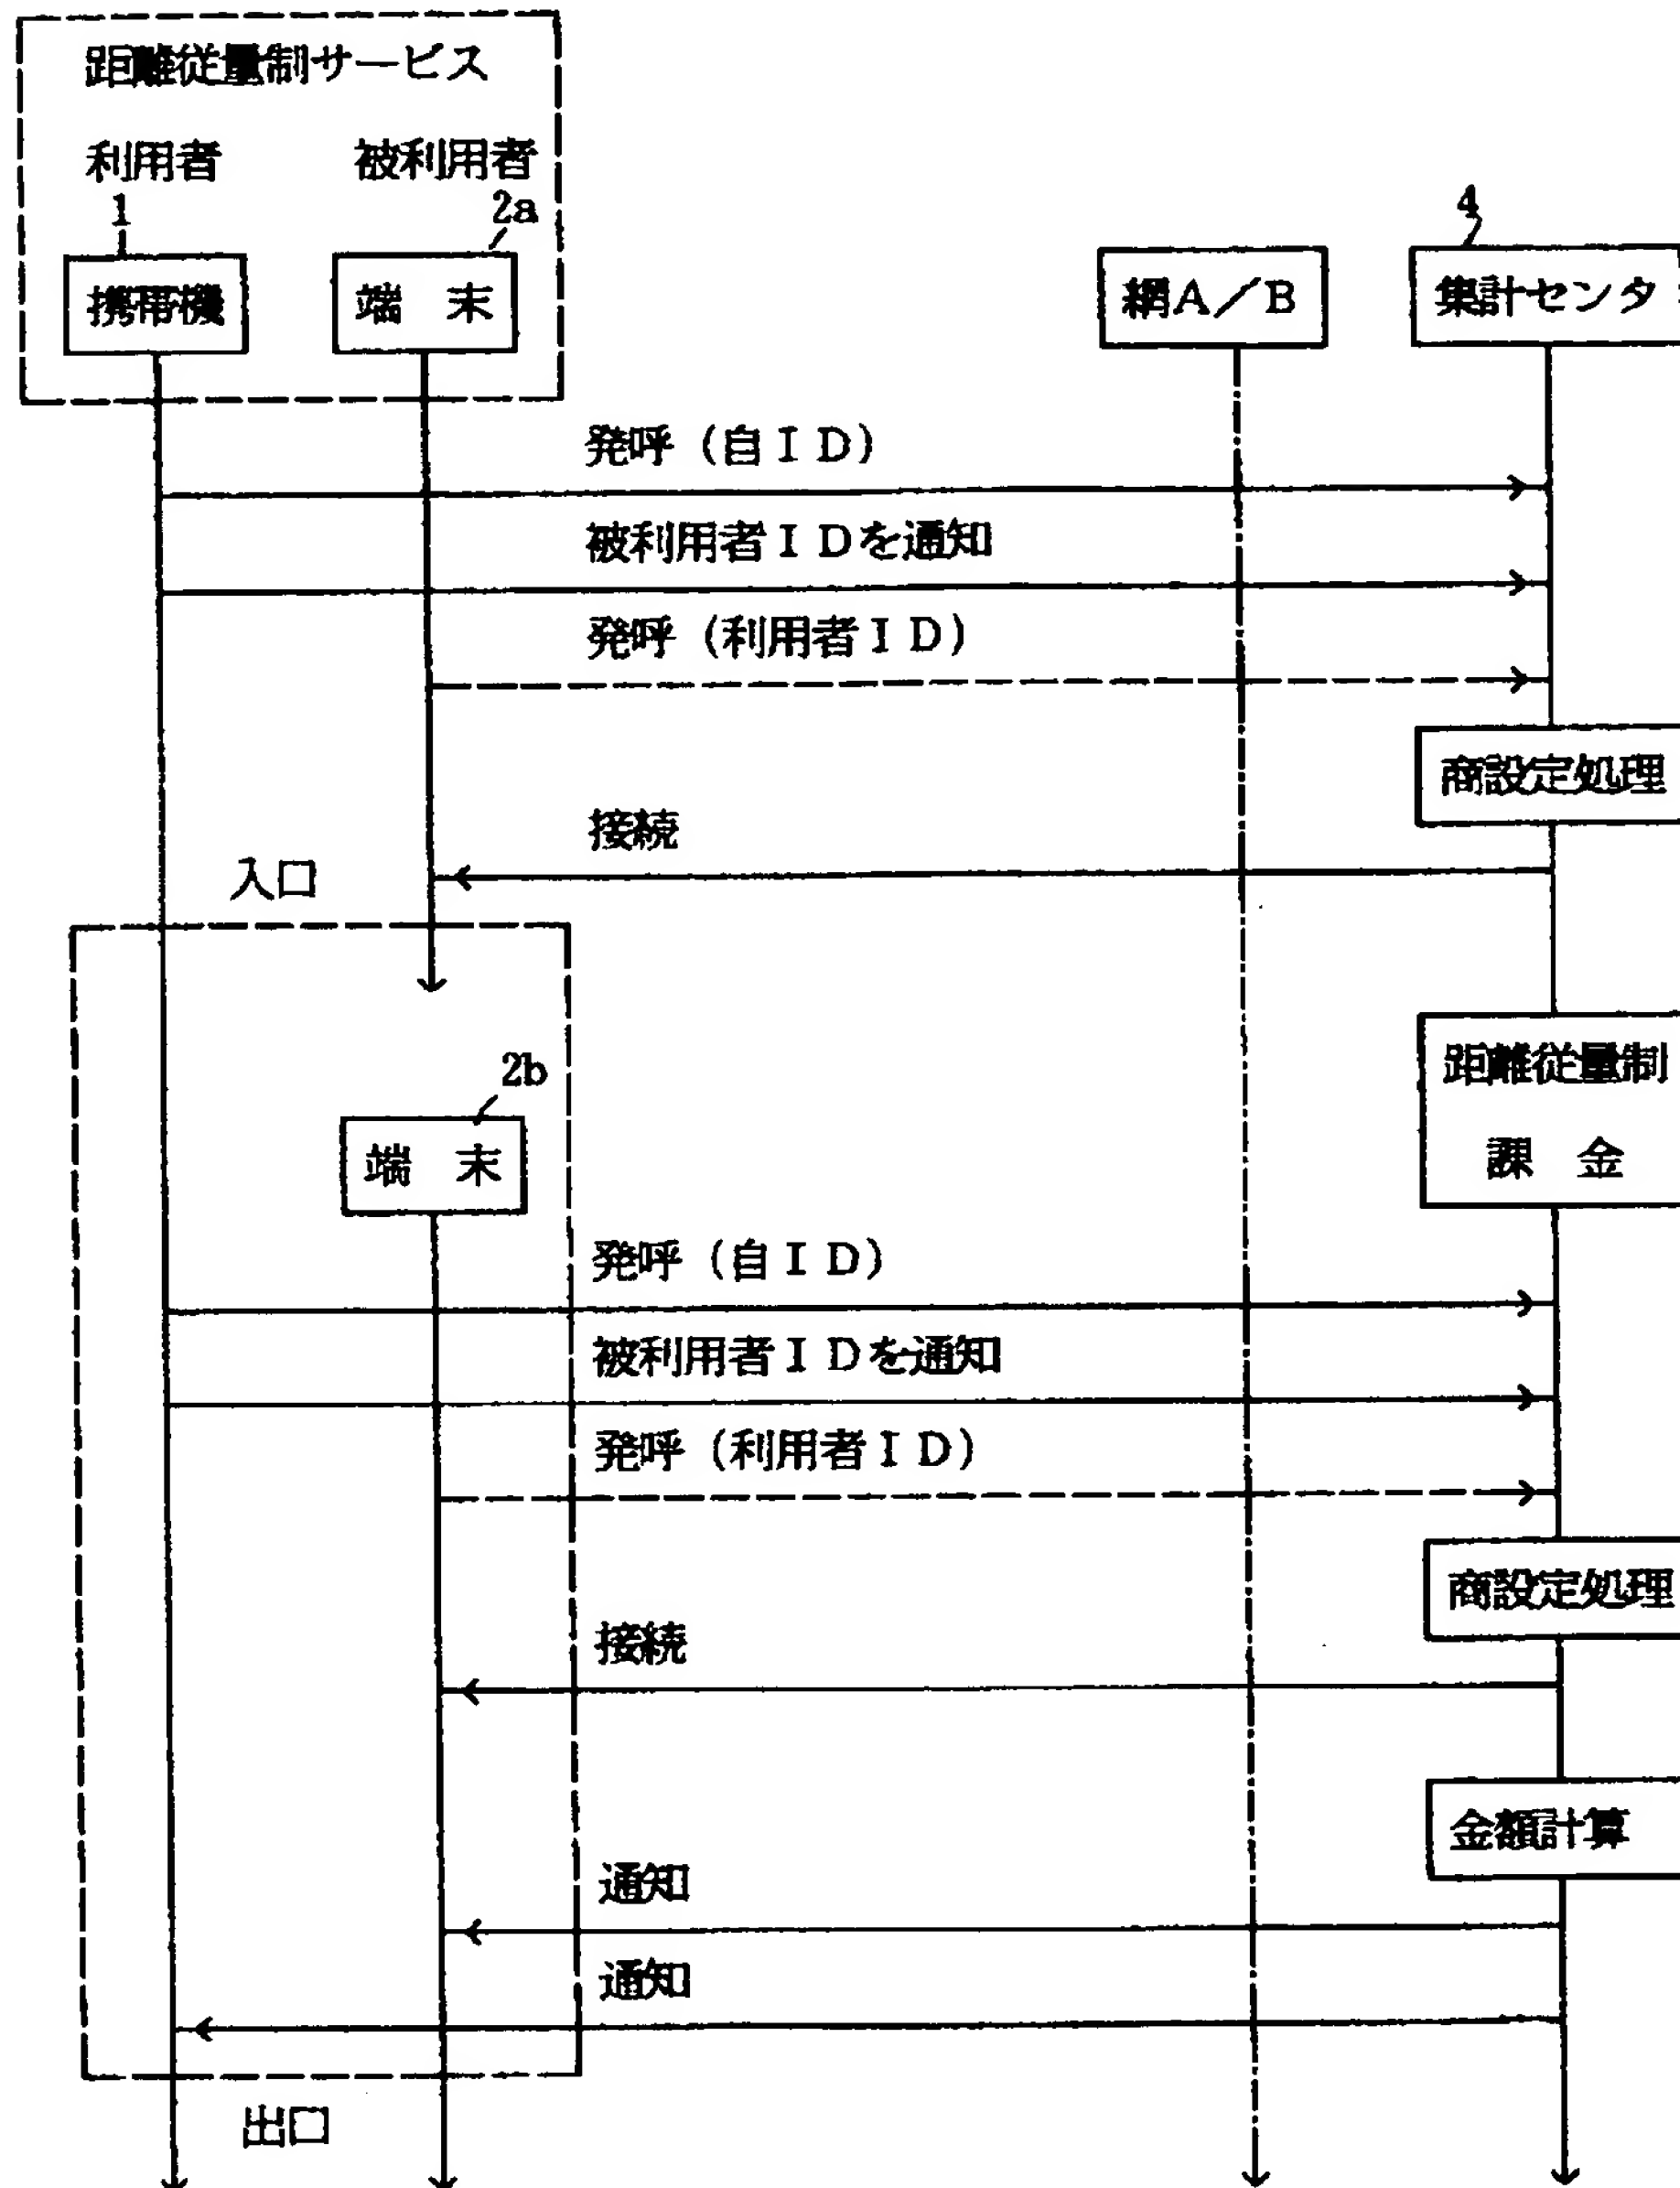 距離従量制サービス
利用者 被利用者
1 2a 4
携帯機 端 末 網A/B 集計センタ
発呼(自ID)
被利用者IDを通知
発呼(利用者ID)
商設定処理
接続
入口
距離従量制
課 金
2b
端 末
発呼(自ID)
被利用者IDを通知
発呼(利用者ID)
商設定処理
接続
金額計算
通知
通知
出口